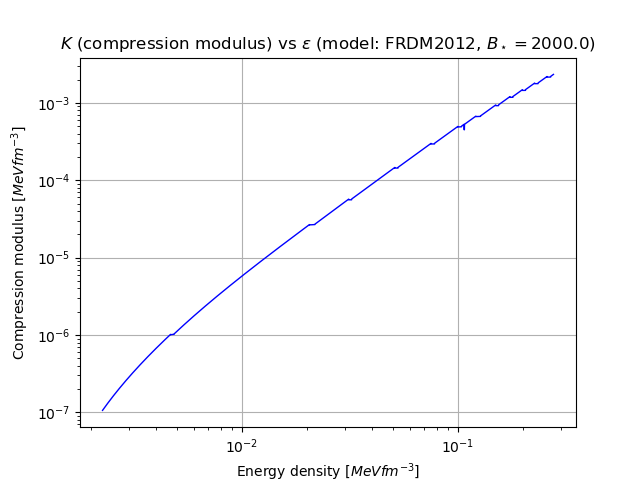 K (compression modulus) vs ε (model: FRDM2012, B⋆ = 2000.0)
10⁻³
10⁻⁴
10⁻⁵
10⁻⁶
10⁻⁷
Compression modulus [MeVfm⁻³]
10⁻² 10⁻¹
Energy density [MeVfm⁻³]